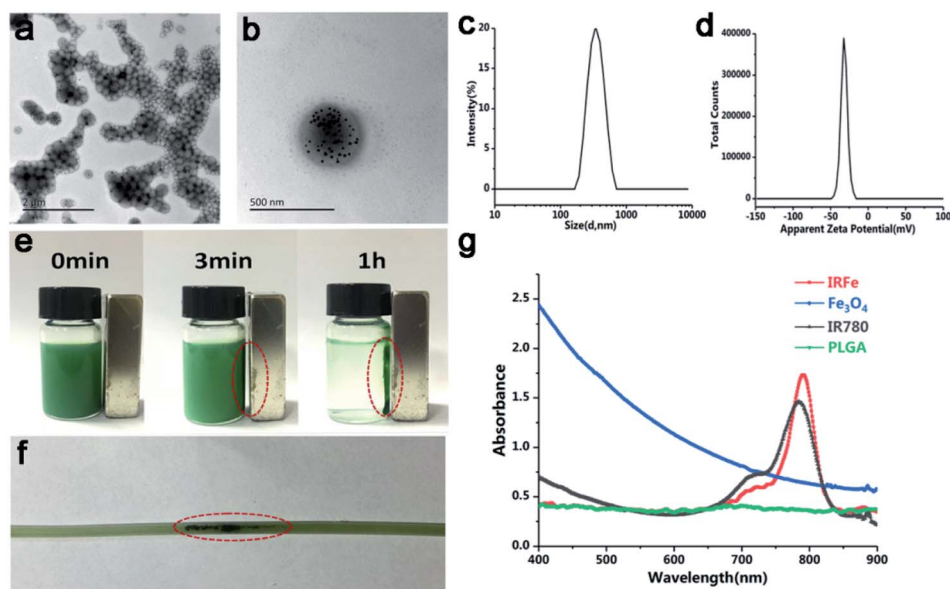 a
2 μm
b
500 nm
c
Intensity(%)
20
15
10
5
0
10
100
1000
10000
Size(d,nm)
d
Total Counts
400000
300000
200000
100000
0
-150
-100
-50
0
50
100
Apparent Zeta Potential(mV)
e
0min
3min
1h
f
g
Absorbance
2.5
2.0
1.5
1.0
0.5
0.0
400
500
600
700
800
900
Wavelength(nm)
IRFe
Fe₃O₄
IR780
PLGA